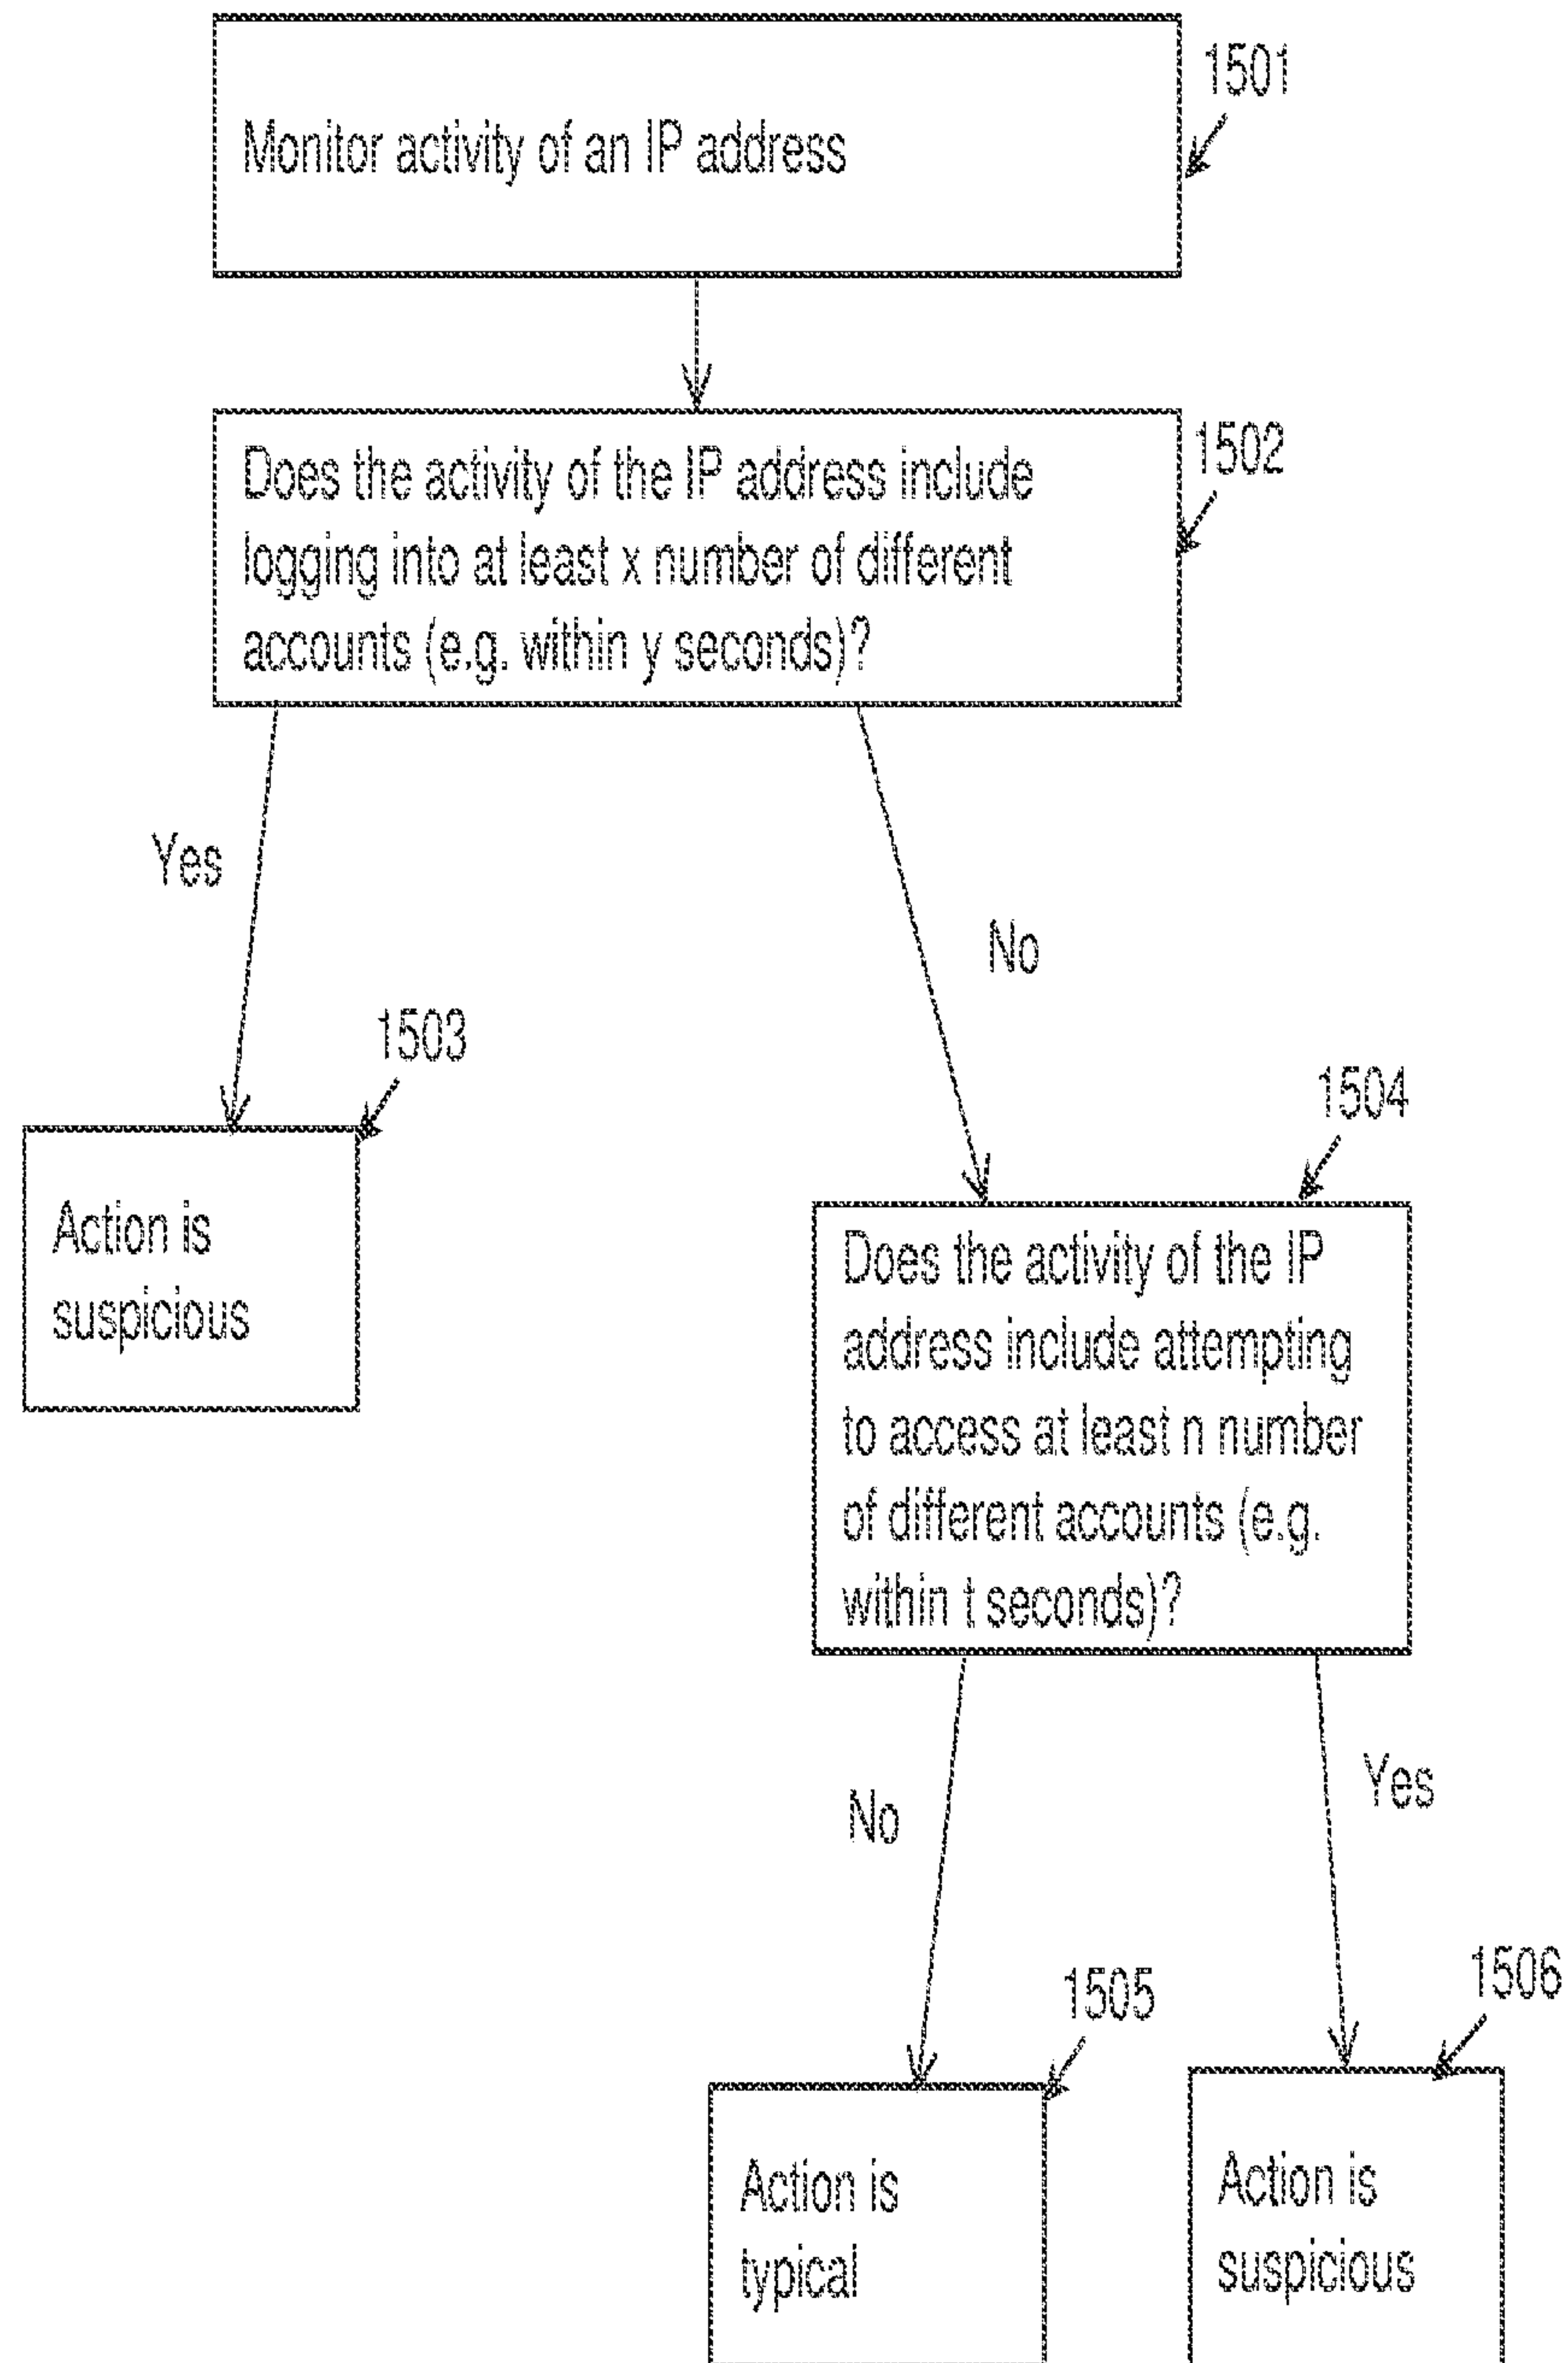 1501
Monitor activity of an IP address
1502
Does the activity of the IP address include
logging into at least x number of different
accounts (e.g. within y seconds)?
Yes
No
1503
1504
Action is
suspicious
Does the activity of the IP
address include attempting
to access at least n number
of different accounts (e.g.
within t seconds)?
No
Yes
1505
1506
Action is
typical
Action is
suspicious